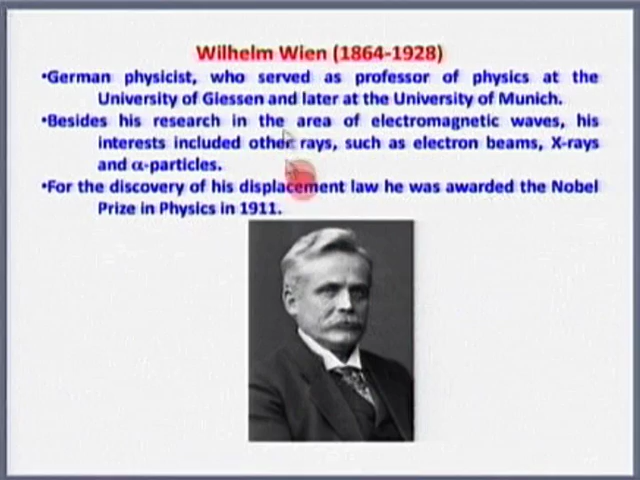 Wilhelm Wien (1864-1928)
•German physicist, who served as professor of physics at the
University of Giessen and later at the University of Munich.
•Besides his research in the area of electromagnetic waves, his
interests included other rays, such as electron beams, X-rays
and α-particles.
•For the discovery of his displacement law he was awarded the Nobel
Prize in Physics in 1911.